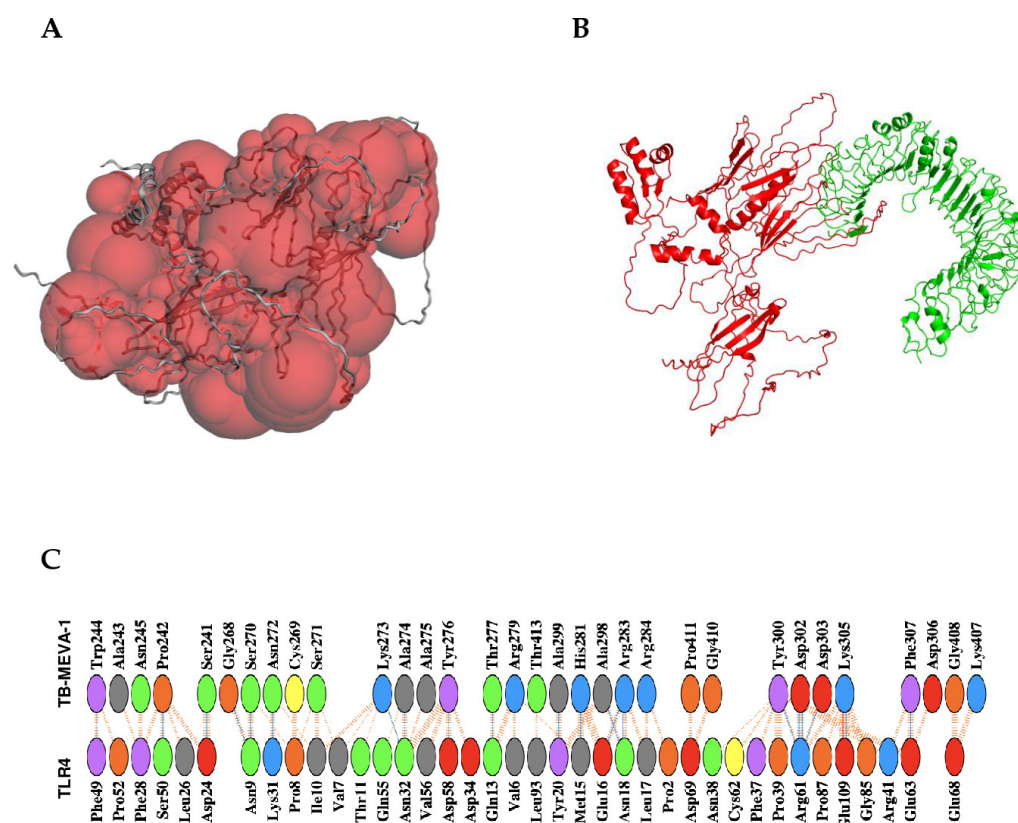 A
B
C
TB-MEVA-1
Trp244
Ala243
Asn245
Pro242
Ser241
Gly268
Ser270
Asn272
Cys269
Ser271
Lys273
Ala274
Ala275
Tyr276
Thr277
Arg279
Thr413
Ala299
His281
Ala298
Arg283
Arg284
Pro411
Gly410
Tyr300
Asp302
Asp303
Lys305
Phe307
Asp306
Gly408
Lys407
TLR4
Phe49
Pro52
Phe28
Ser50
Leu26
Asp24
Asn9
Lys31
Pro8
Ile10
Val7
Thr11
Gln55
Asn32
Val56
Asp58
Asp34
Gln13
Val6
Leu93
Tyr20
Met15
Glu16
Asn18
Leu17
Pro2
Asp69
Asn38
Cys62
Phe37
Pro39
Arg61
Pro87
Glu109
Gly85
Arg41
Glu63
Glu68